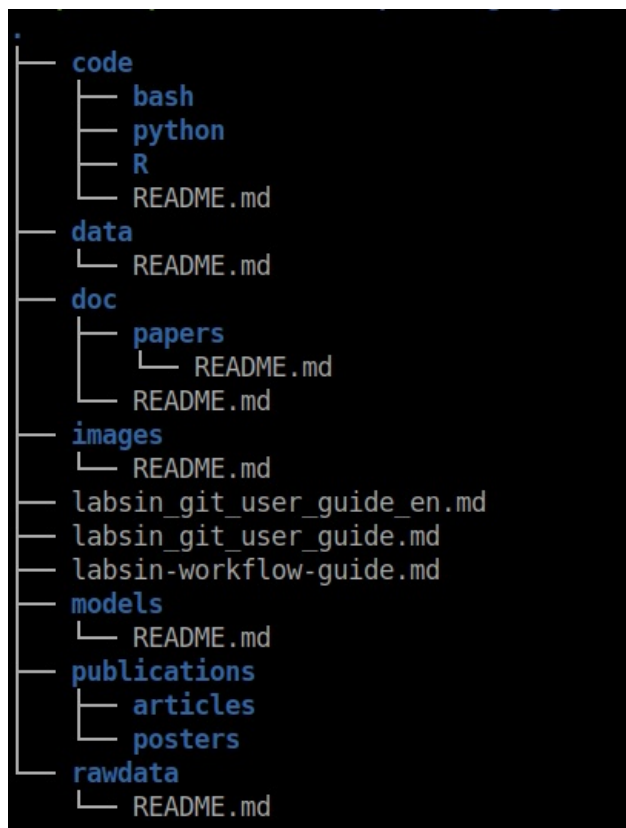 .
code
bash
python
R
README.md
data
README.md
doc
papers
README.md
README.md
images
README.md
labsin_git_user_guide_en.md
labsin_git_user_guide.md
labsin-workflow-guide.md
models
README.md
publications
articles
posters
rawdata
README.md